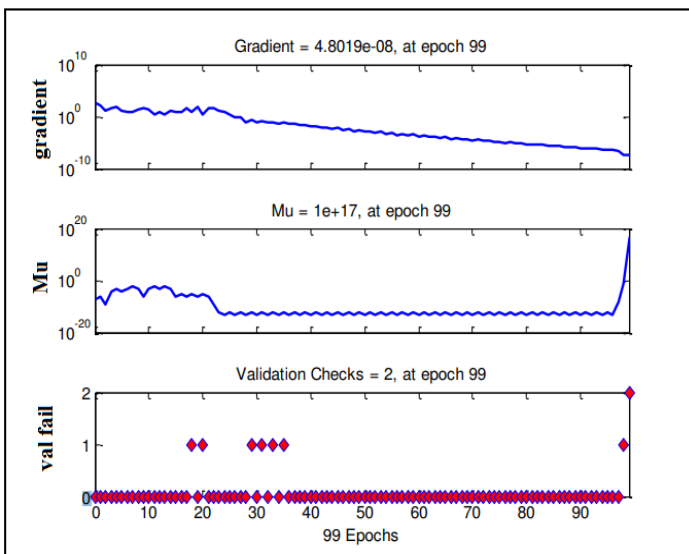 Gradient = 4.8019e-08, at epoch 99
gradient
10^10
10^0
10^-10
Mu = 1e+17, at epoch 99
Mu
10^20
10^0
10^-20
Validation Checks = 2, at epoch 99
val fail
2
1
0
0 10 20 30 40 50 60 70 80 90
99 Epochs